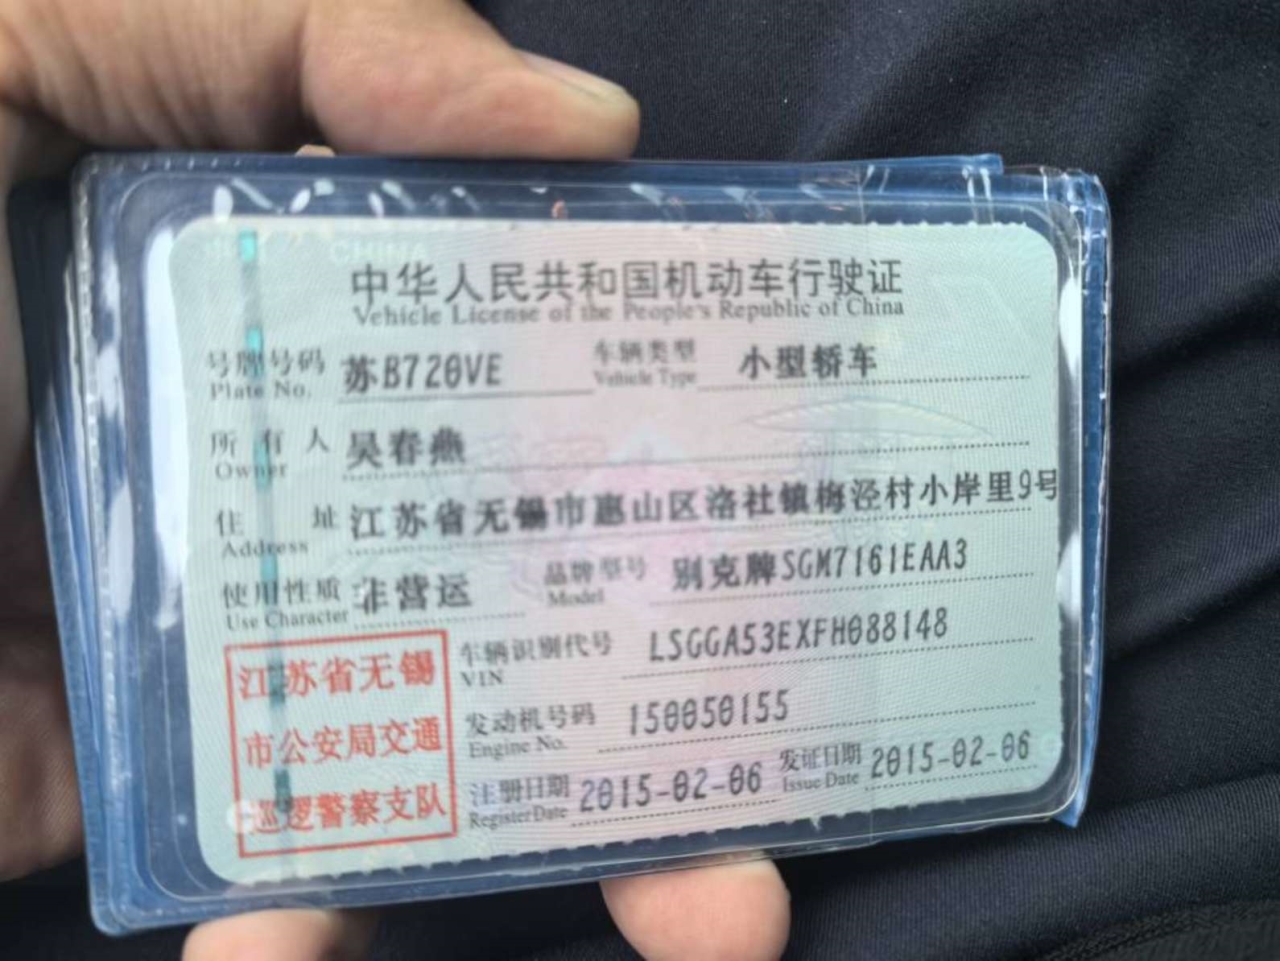 CHINA
中华人民共和国机动车行驶证
Vehicle License of the People's Republic of China
号牌号码 苏B720VE 车辆类型 小型轿车
Plate No. Vehicle Type
所有人 吴春燕
Owner
住址 江苏省无锡市惠山区洛社镇梅泾村小岸里9号
Address
使用性质 非营运 品牌型号 别克牌SGM7161EAA3
Use Character Model
江苏省无锡
市公安局交通
巡逻警察支队
车辆识别代号 LSGGA53EXFH088148
VIN
发动机号码 150050155
Engine No.
注册日期 2015-02-06 发证日期 2015-02-06
Register Date Issue Date